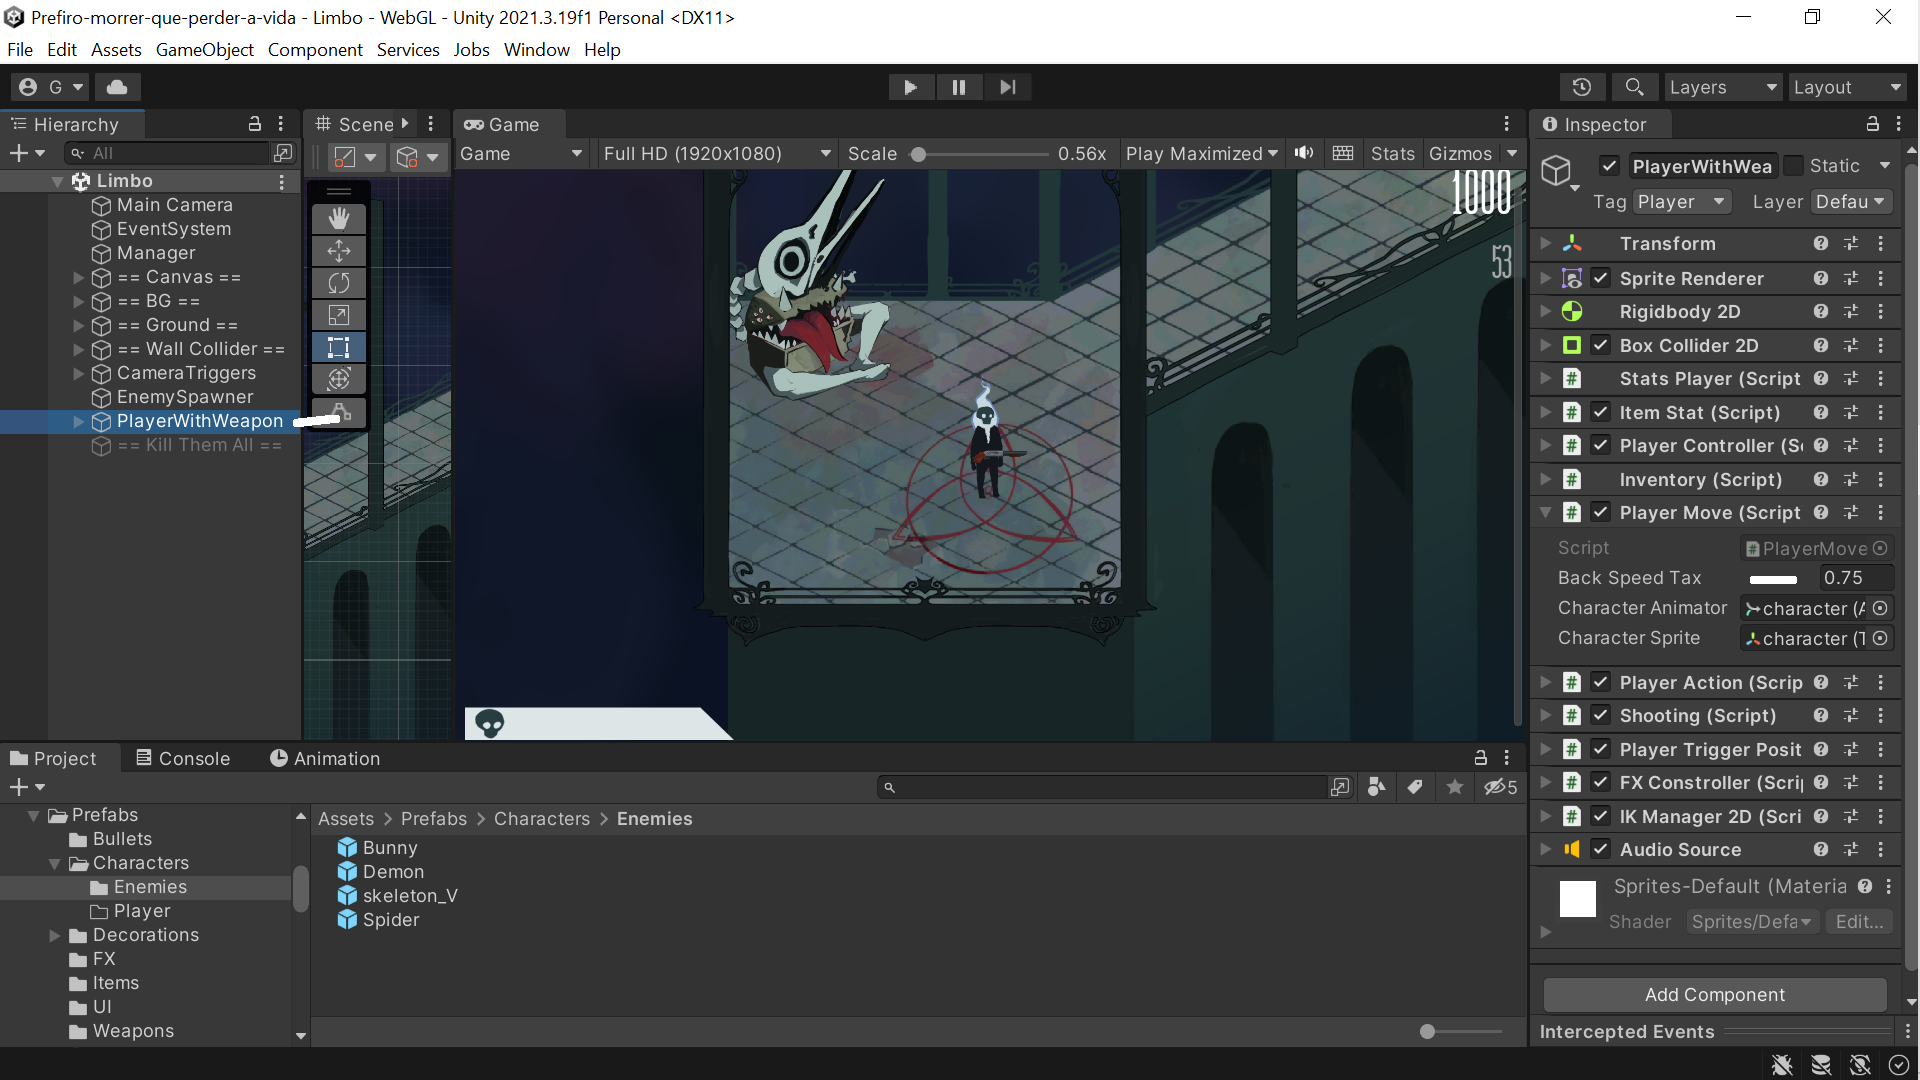 Prefiro-morrer-que-perder-a-vida - Limbo - WebGL - Unity 2021.3.19f1 Personal <DX11>
File Edit Assets GameObject Component Services Jobs Window Help
G Layers Layout
Hierarchy
All
Limbo
Main Camera
EventSystem
Manager
== Canvas ==
== BG ==
== Ground ==
== Wall Collider ==
CameraTriggers
EnemySpawner
PlayerWithWeapon
== Kill Them All ==
Scene
Game
Game Full HD (1920x1080) Scale 0.56x Play Maximized Stats Gizmos
1000
53
Inspector
PlayerWithWea Static
Tag Player Layer Defau
Transform
Sprite Renderer
Rigidbody 2D
Box Collider 2D
# Stats Player (Script
# Item Stat (Script)
# Player Controller (Sc
# Inventory (Script)
# Player Move (Script
Script # PlayerMove
Back Speed Tax 0.75
Character Animator character (A
Character Sprite character (T
# Player Action (Scrip
# Shooting (Script)
# Player Trigger Posit
# FX Constroller (Scrip
# IK Manager 2D (Scri
Audio Source
Sprites-Default (Materia
Shader Sprites/Defa Edit...
Add Component
Intercepted Events
Project Console Animation
5
Prefabs
Bullets
Characters
Enemies
Player
Decorations
FX
Items
UI
Weapons
Assets > Prefabs > Characters > Enemies
Bunny
Demon
skeleton_V
Spider